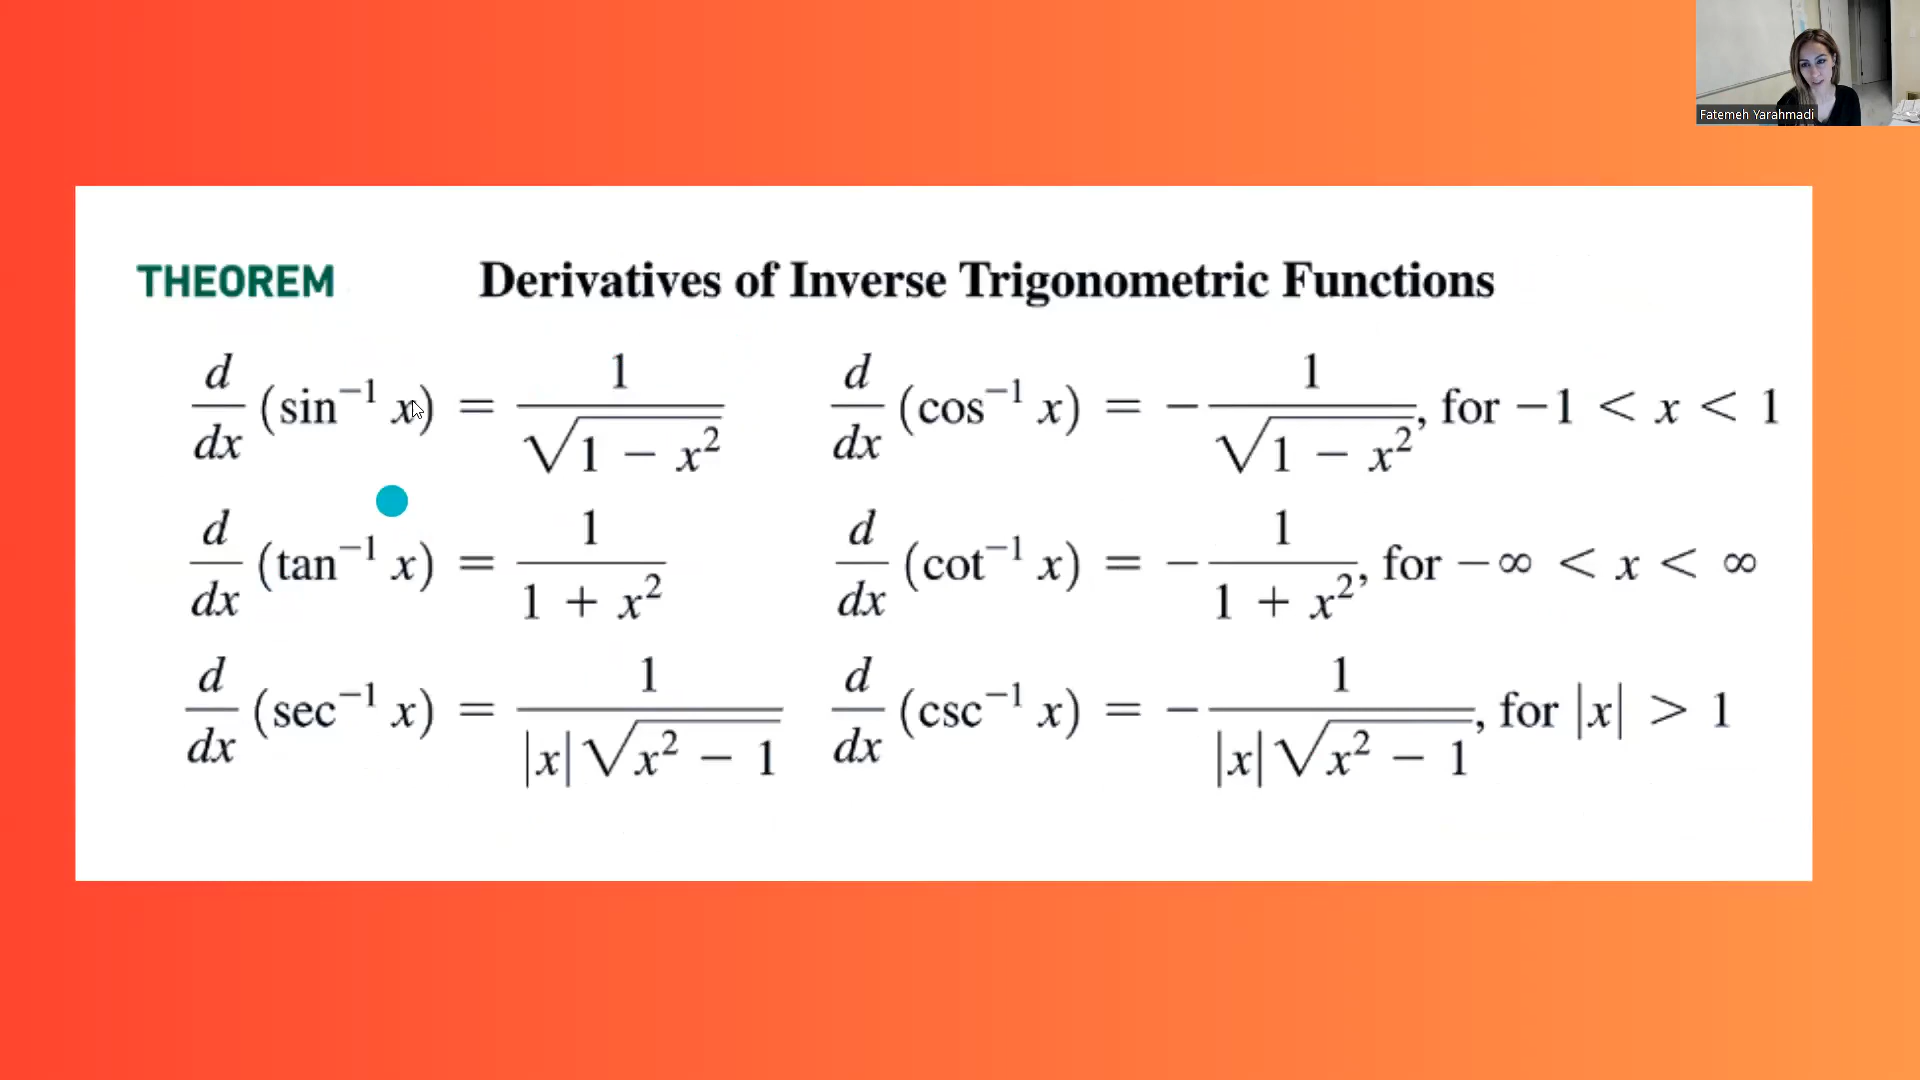 Fatemeh Yarahmadi
THEOREM Derivatives of Inverse Trigonometric Functions
d/dx (sin⁻¹ x) = 1/√(1 − x²) d/dx (cos⁻¹ x) = − 1/√(1 − x²), for −1 < x < 1
d/dx (tan⁻¹ x) = 1/(1 + x²) d/dx (cot⁻¹ x) = − 1/(1 + x²), for −∞ < x < ∞
d/dx (sec⁻¹ x) = 1/(|x|√(x² − 1)) d/dx (csc⁻¹ x) = − 1/(|x|√(x² − 1)), for |x| > 1